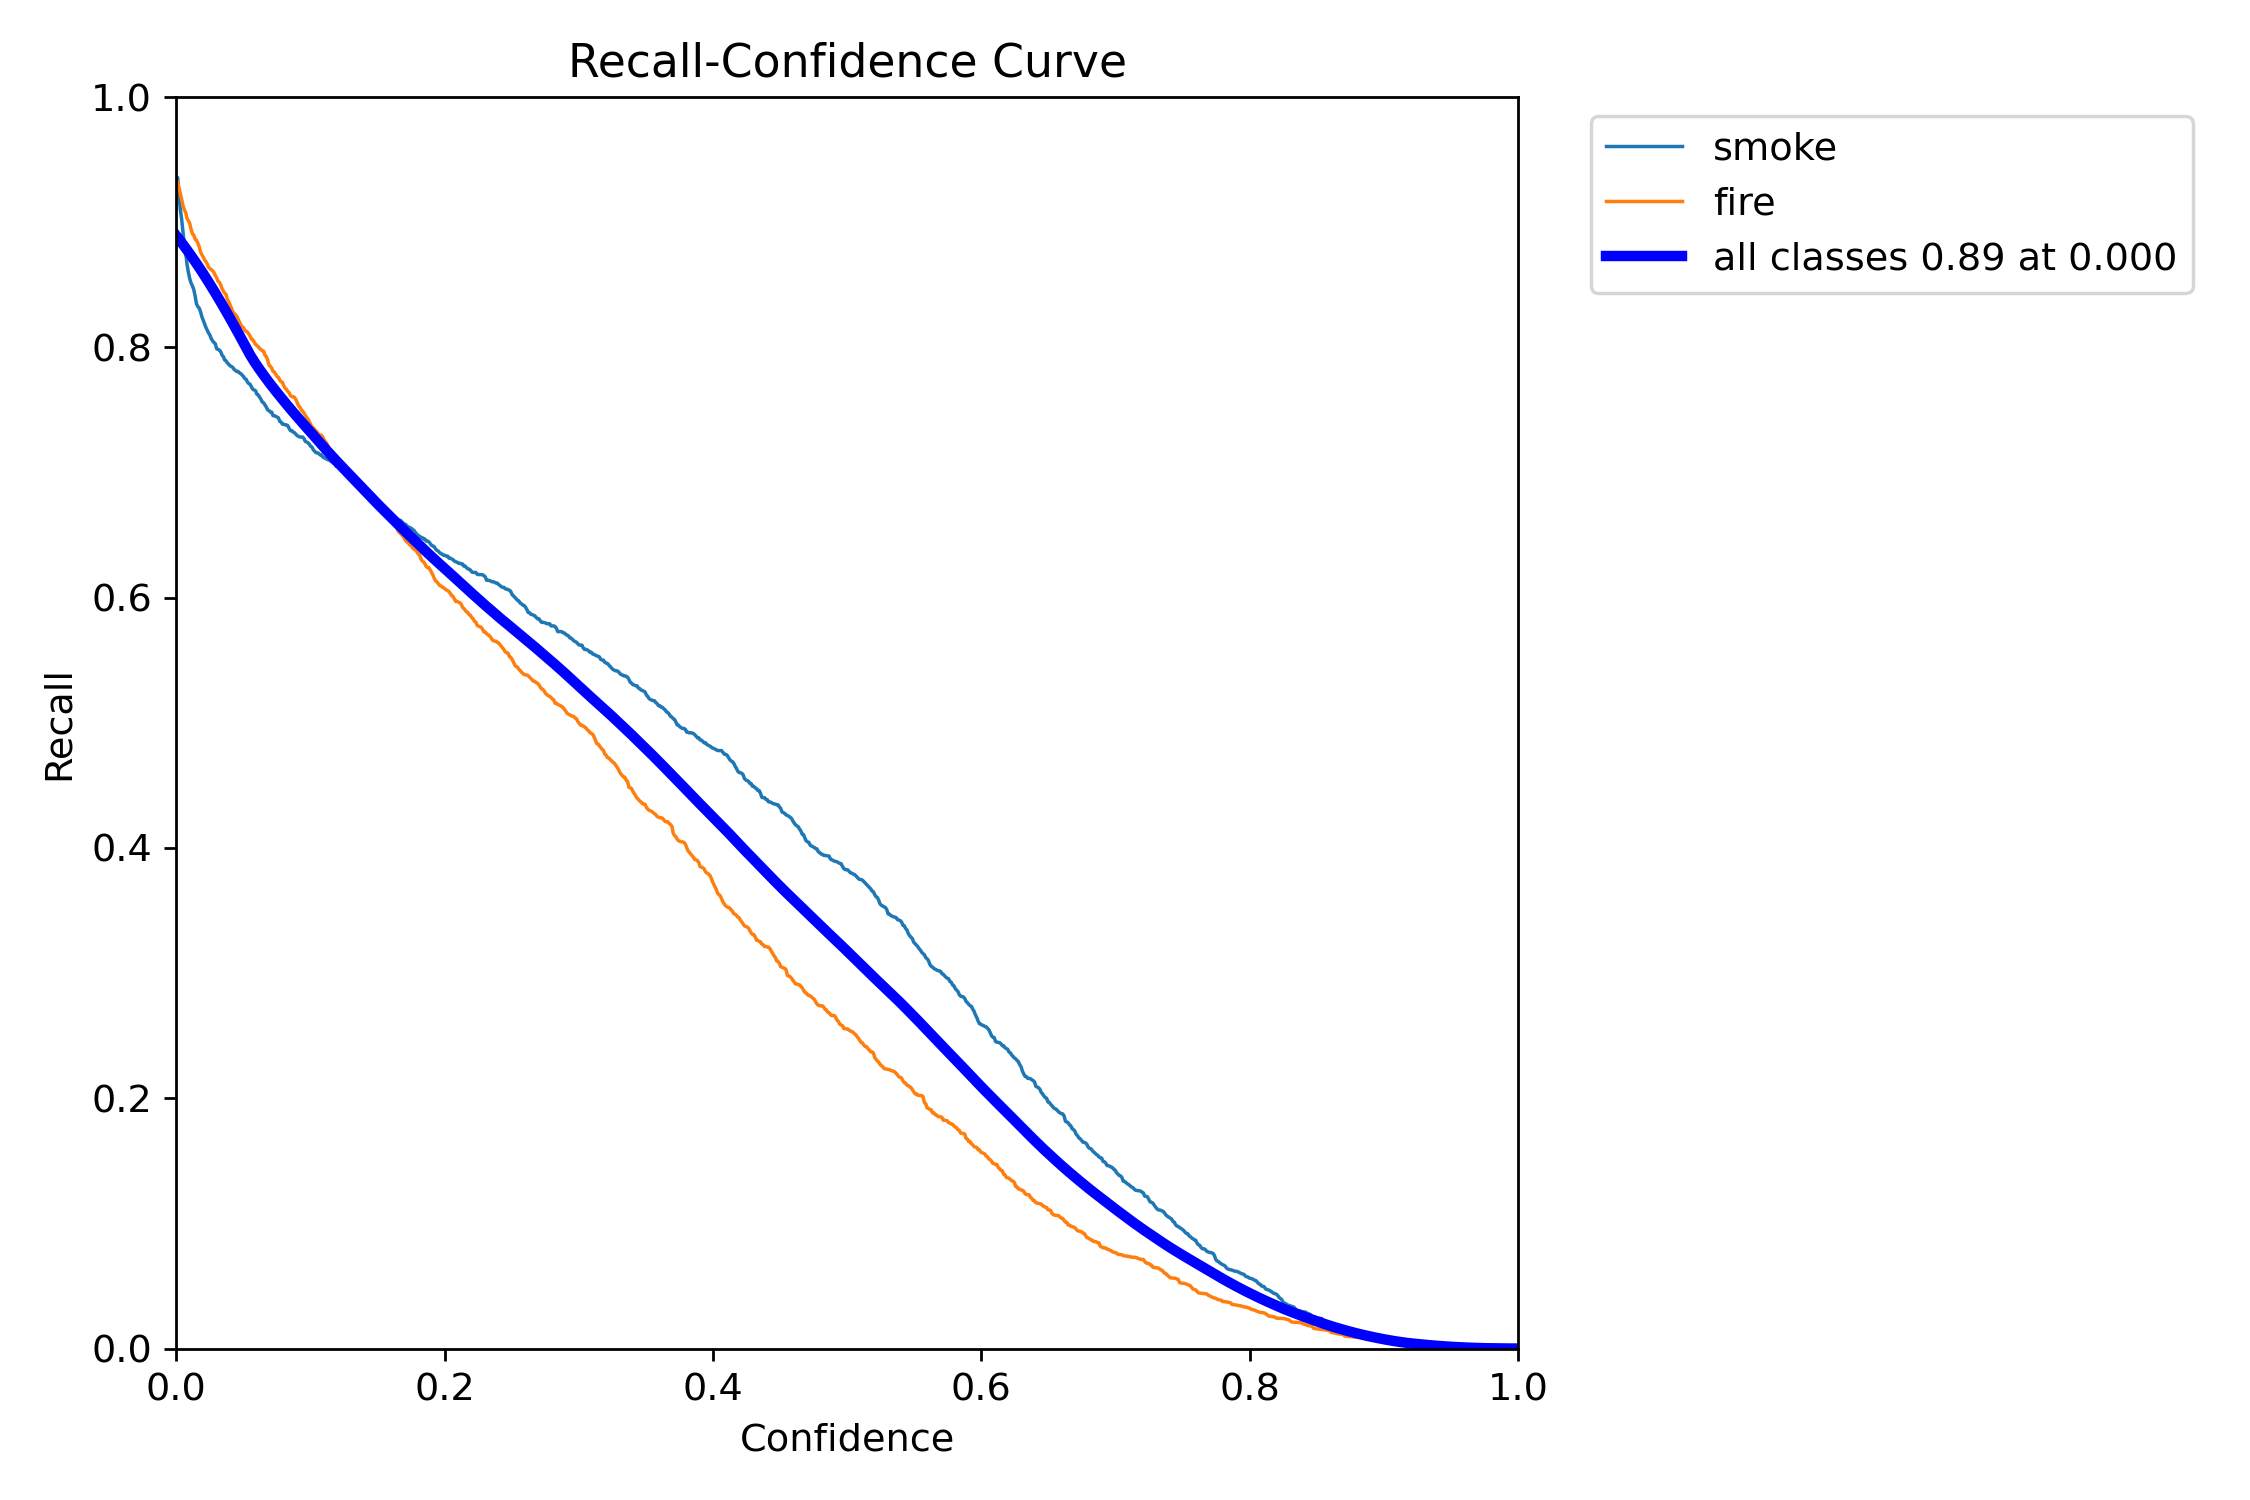 Recall-Confidence Curve
1.0
0.8
0.6
0.4
0.2
0.0
Recall
0.0 0.2 0.4 0.6 0.8 1.0
Confidence
smoke
fire
all classes 0.89 at 0.000